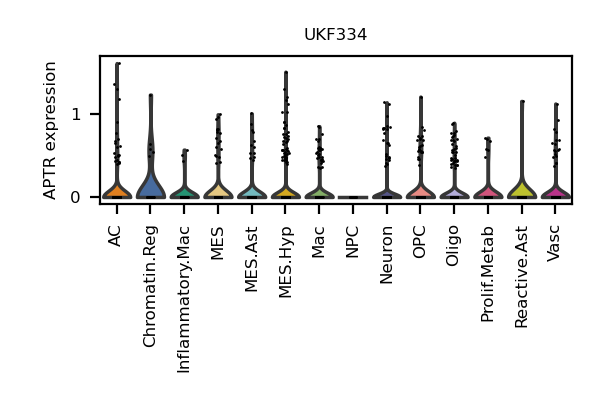 UKF334
APTR expression
1
0
AC
Chromatin.Reg
Inflammatory.Mac
MES
MES.Ast
MES.Hyp
Mac
NPC
Neuron
OPC
Oligo
Prolif.Metab
Reactive.Ast
Vasc